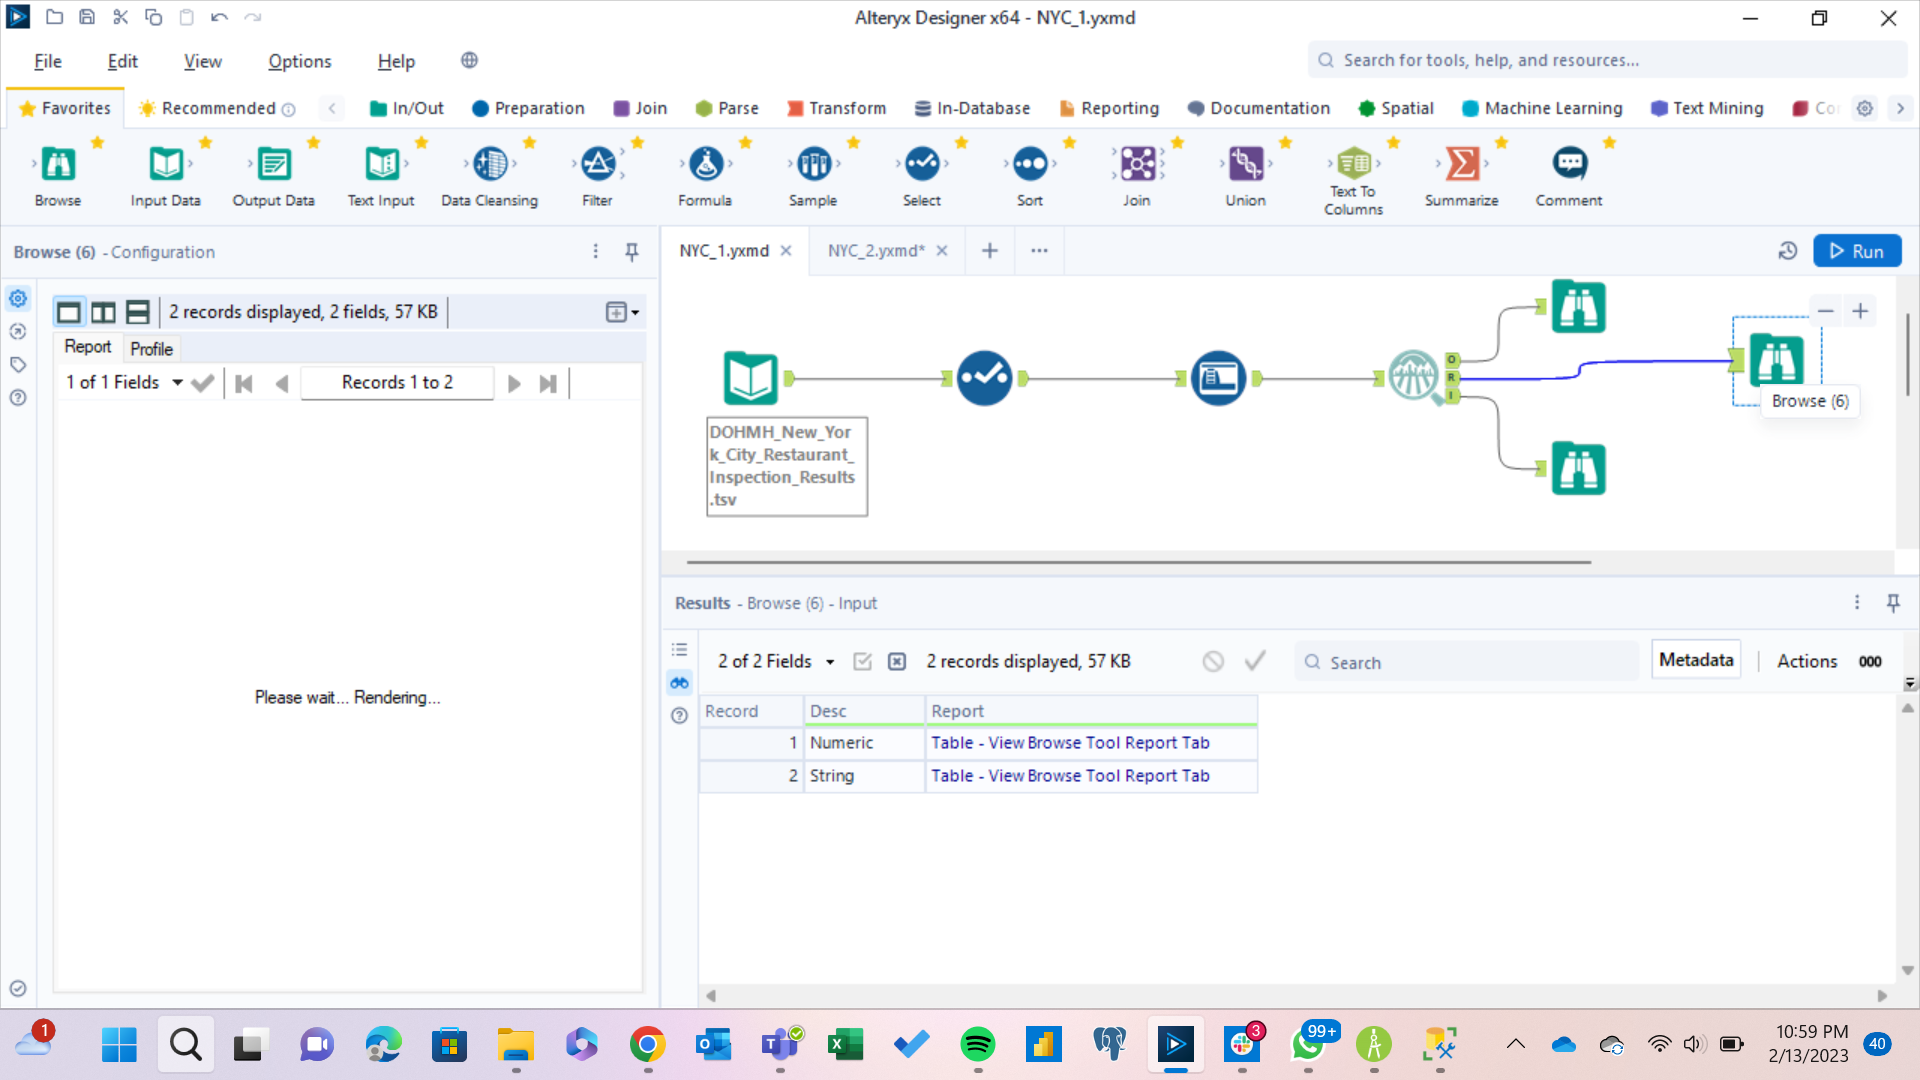 Alteryx Designer x64 - NYC_1.yxmd
File Edit View Options Help
Search for tools, help, and resources...
Favorites Recommended In/Out Preparation Join Parse Transform In-Database Reporting Documentation Spatial Machine Learning Text Mining Co
Browse Input Data Output Data Text Input Data Cleansing Filter Formula Sample Select Sort Join Union Text To Columns Summarize Comment
Browse (6) - Configuration
NYC_1.yxmd NYC_2.yxmd* Run
2 records displayed, 2 fields, 57 KB
Report Profile
1 of 1 Fields Records 1 to 2
Please wait... Rendering...
O
R
I
Browse (6)
DOHMH_New_Yor
k_City_Restaurant_
Inspection_Results
.tsv
Results - Browse (6) - Input
2 of 2 Fields 2 records displayed, 57 KB Search Metadata Actions 000
Record Desc Report
1 Numeric Table - View Browse Tool Report Tab
2 String Table - View Browse Tool Report Tab
1
3
99+
10:59 PM
2/13/2023
40